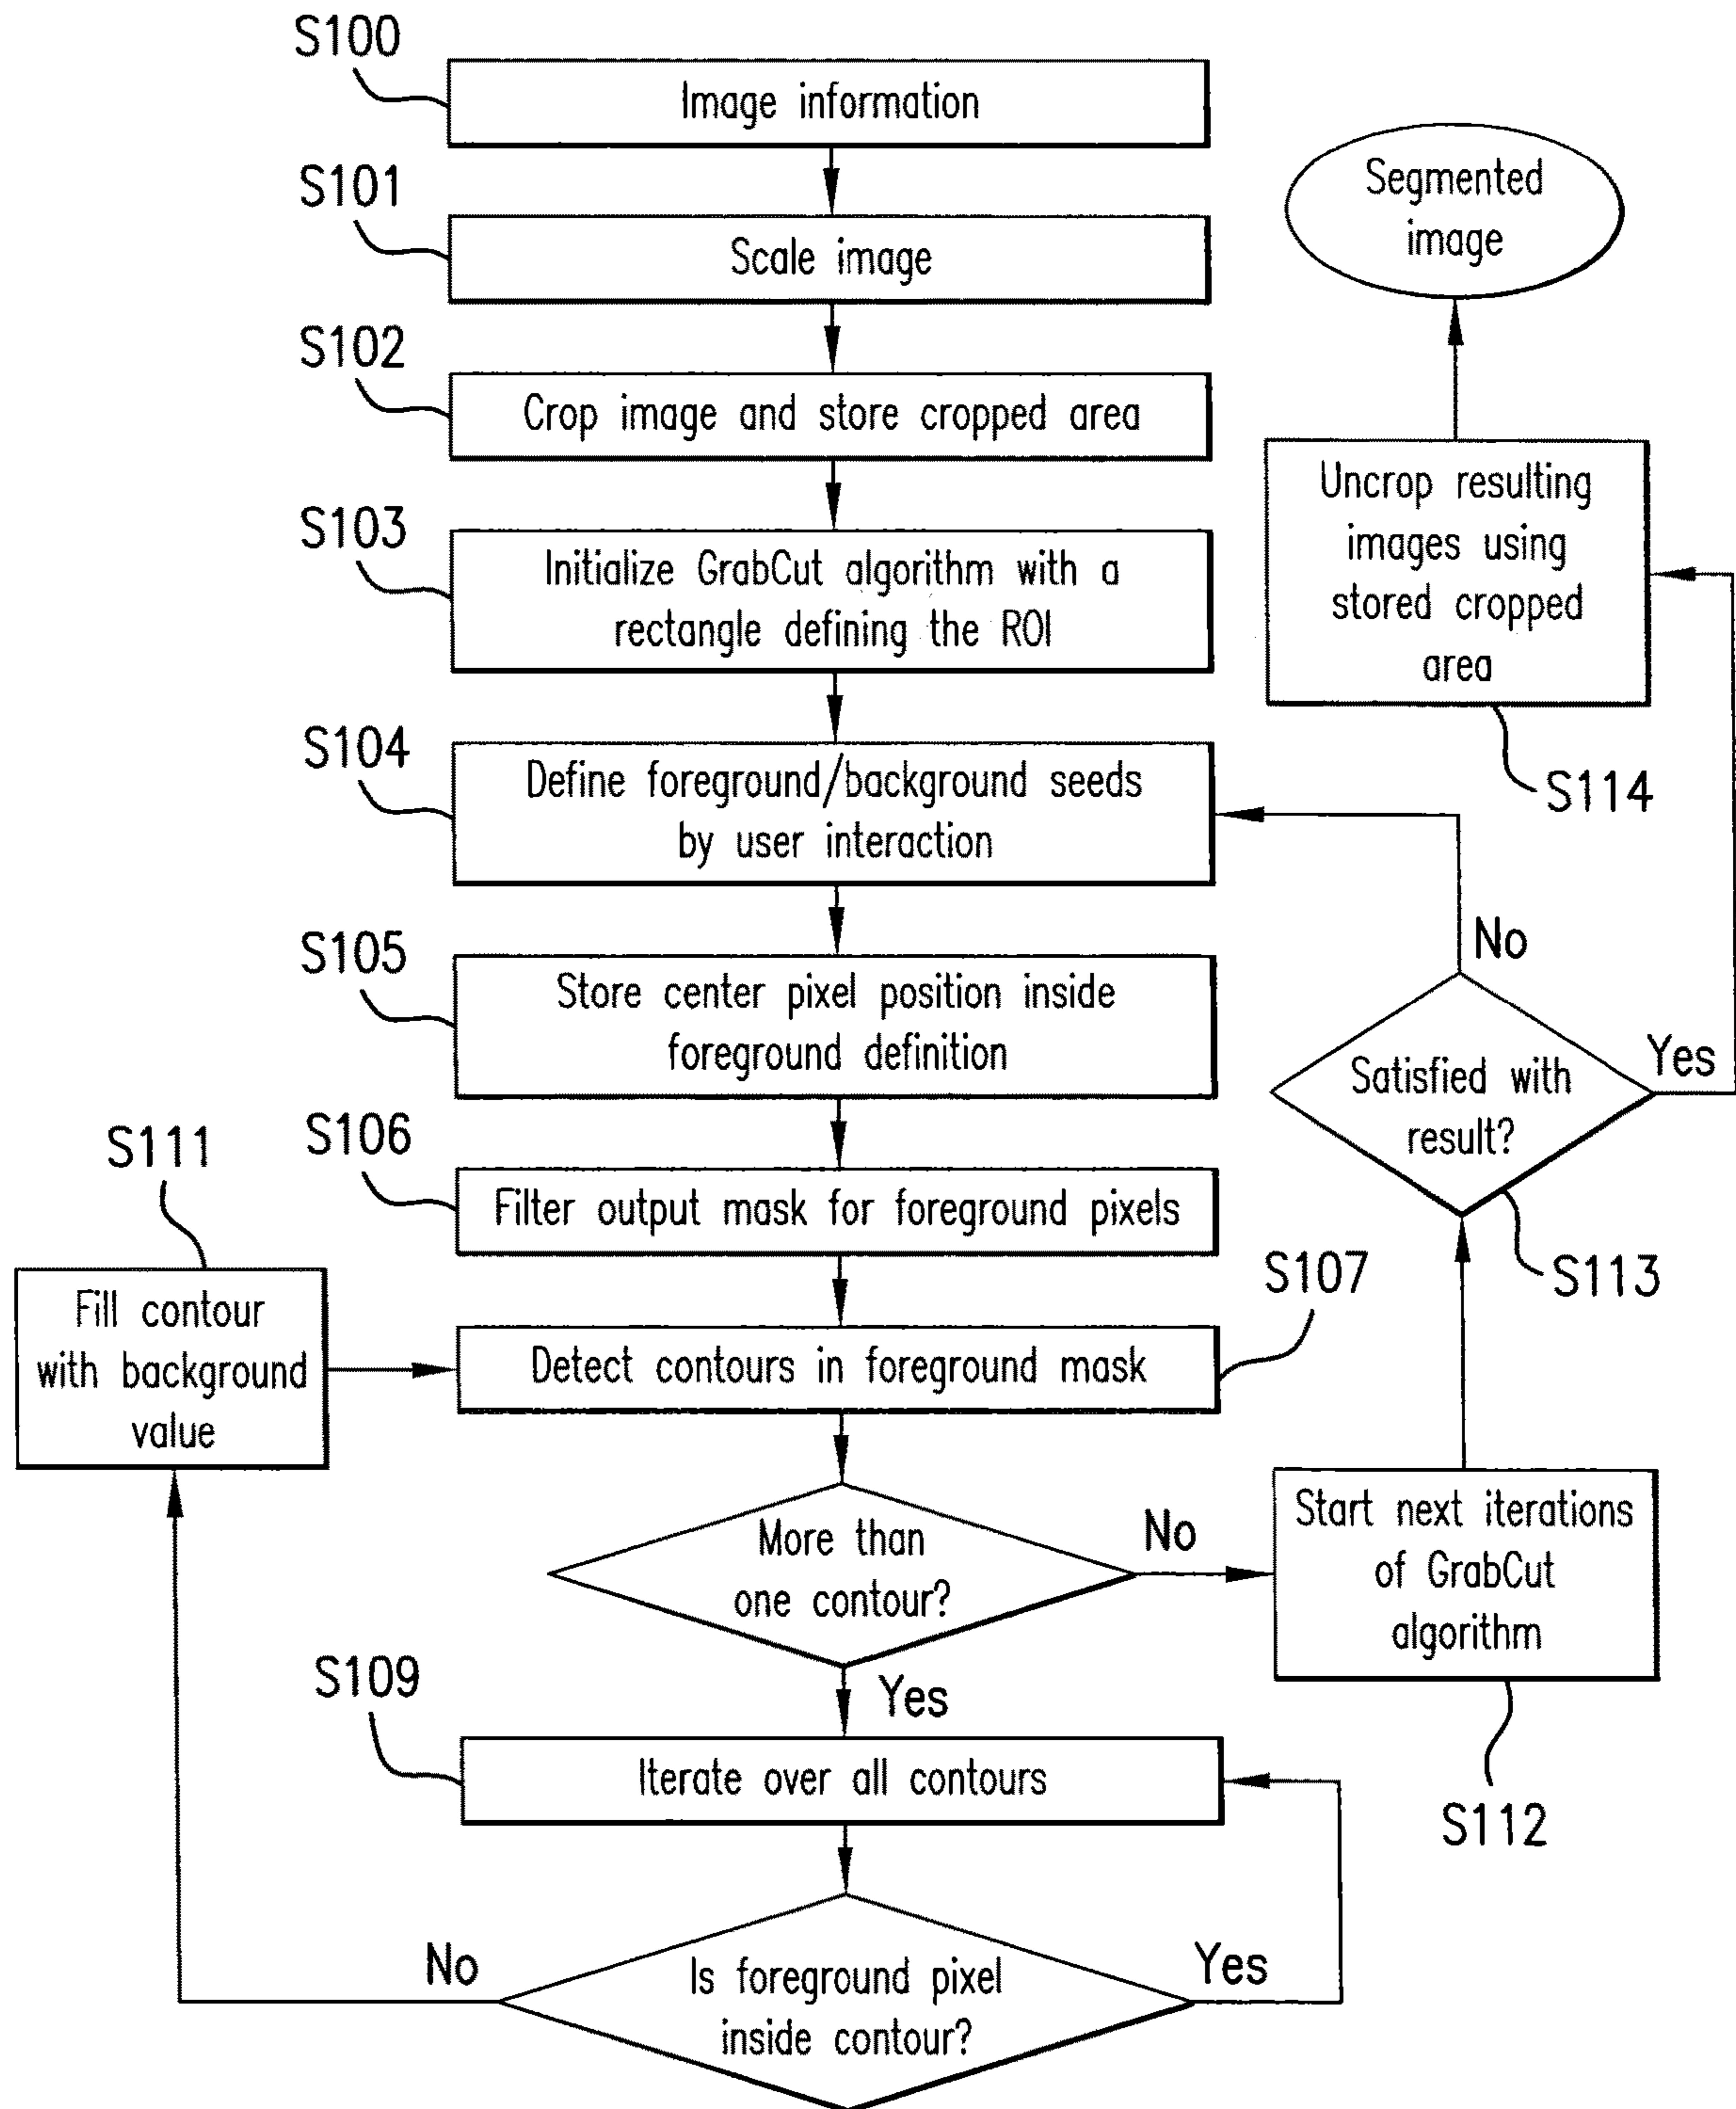 S100
Image information
S101
Scale image
S102
Crop image and store cropped area
S103
Initialize GrabCut algorithm with a
rectangle defining the ROI
S104
Define foreground/background seeds
by user interaction
S105
Store center pixel position inside
foreground definition
S106
Filter output mask for foreground pixels
S107
Detect contours in foreground mask
S111
Fill contour
with background
value
More than
one contour?
No
Yes
S109
Iterate over all contours
Is foreground pixel
inside contour?
No
Yes
Start next iterations
of GrabCut
algorithm
S112
Satisfied with
result?
S113
No
Yes
Uncrop resulting
images using
stored cropped
area
S114
Segmented
image